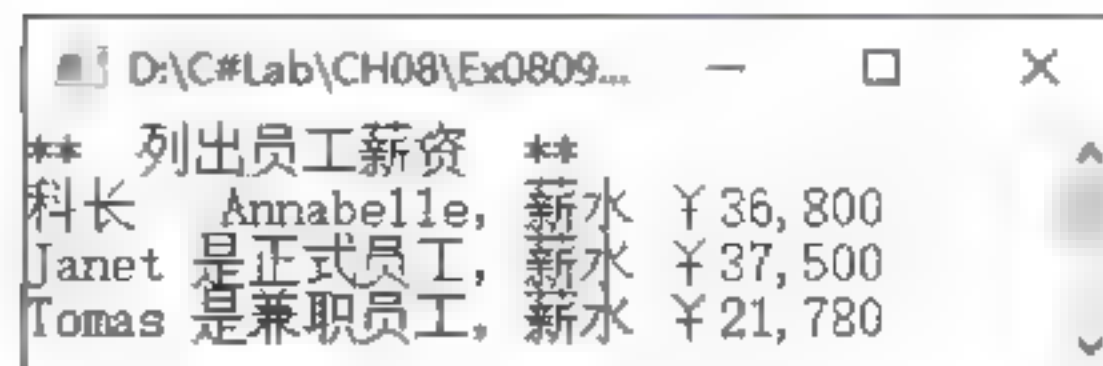 D:\C#Lab\CH08\Ex0809...
** 列出员工薪资 **
科长 Annabelle, 薪水 ￥36,800
Janet 是正式员工, 薪水 ￥37,500
Tomas 是兼职员工, 薪水 ￥21,780